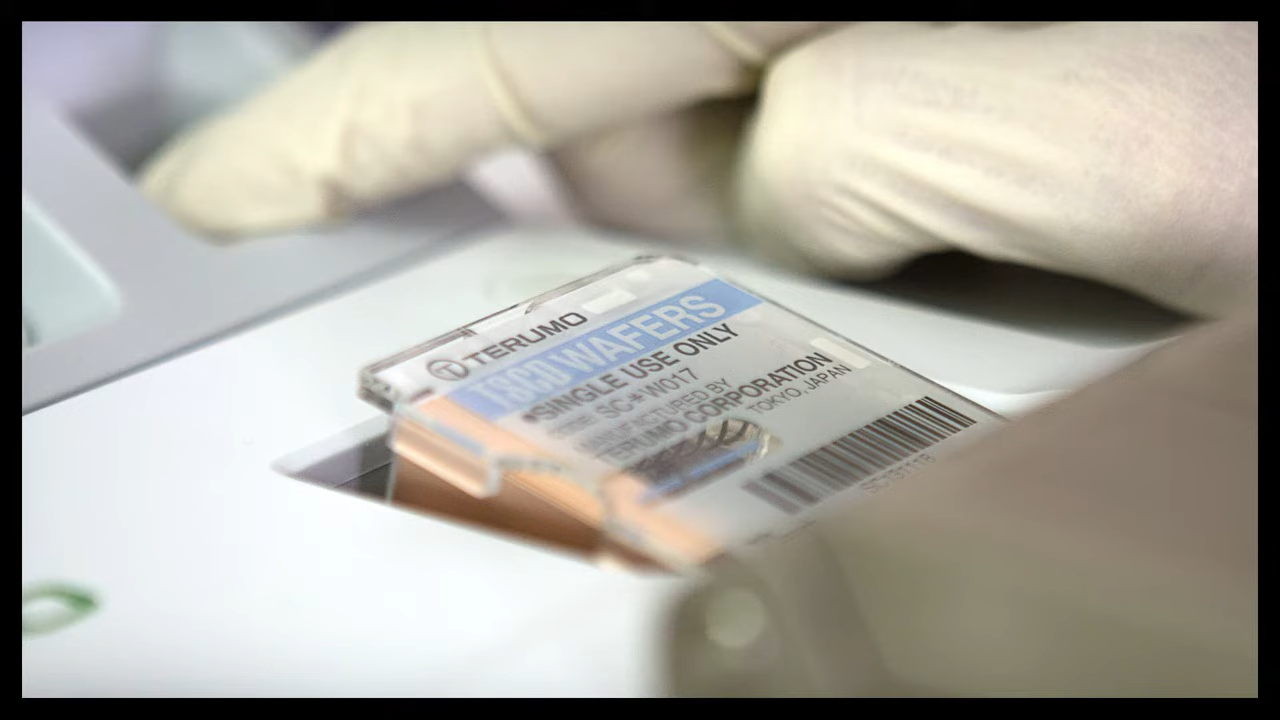 TERUMO
TSCD WAFERS
•SINGLE USE ONLY
SC*W017
MANUFACTURED BY
TERUMO CORPORATION
TOKYO, JAPAN